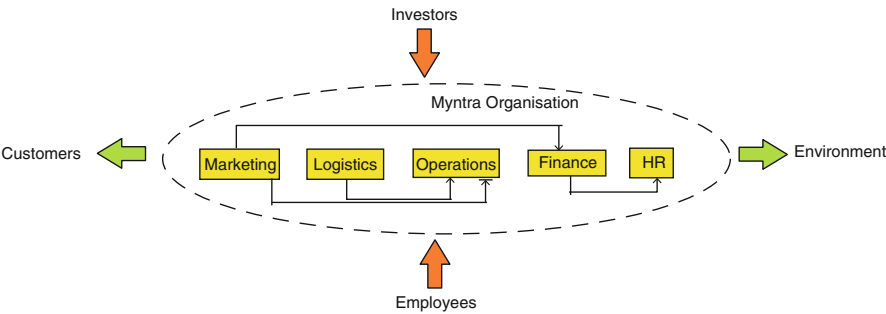 Investors
Myntra Organisation
Customers
Marketing
Logistics
Operations
Finance
HR
Environment
Employees